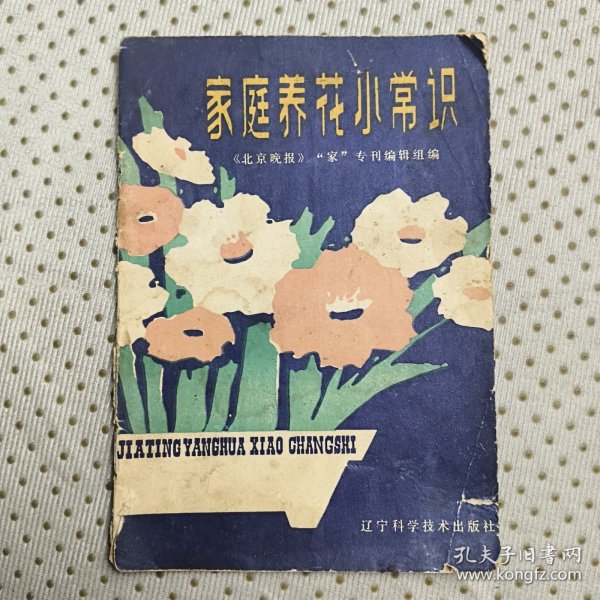 家庭养花小常识
《北京晚报》“家”专刊编辑组编
JIATING YANGHUA XIAO CHANGSHI
辽宁科学技术出版社
孔夫子旧书网
www.kongfz.com